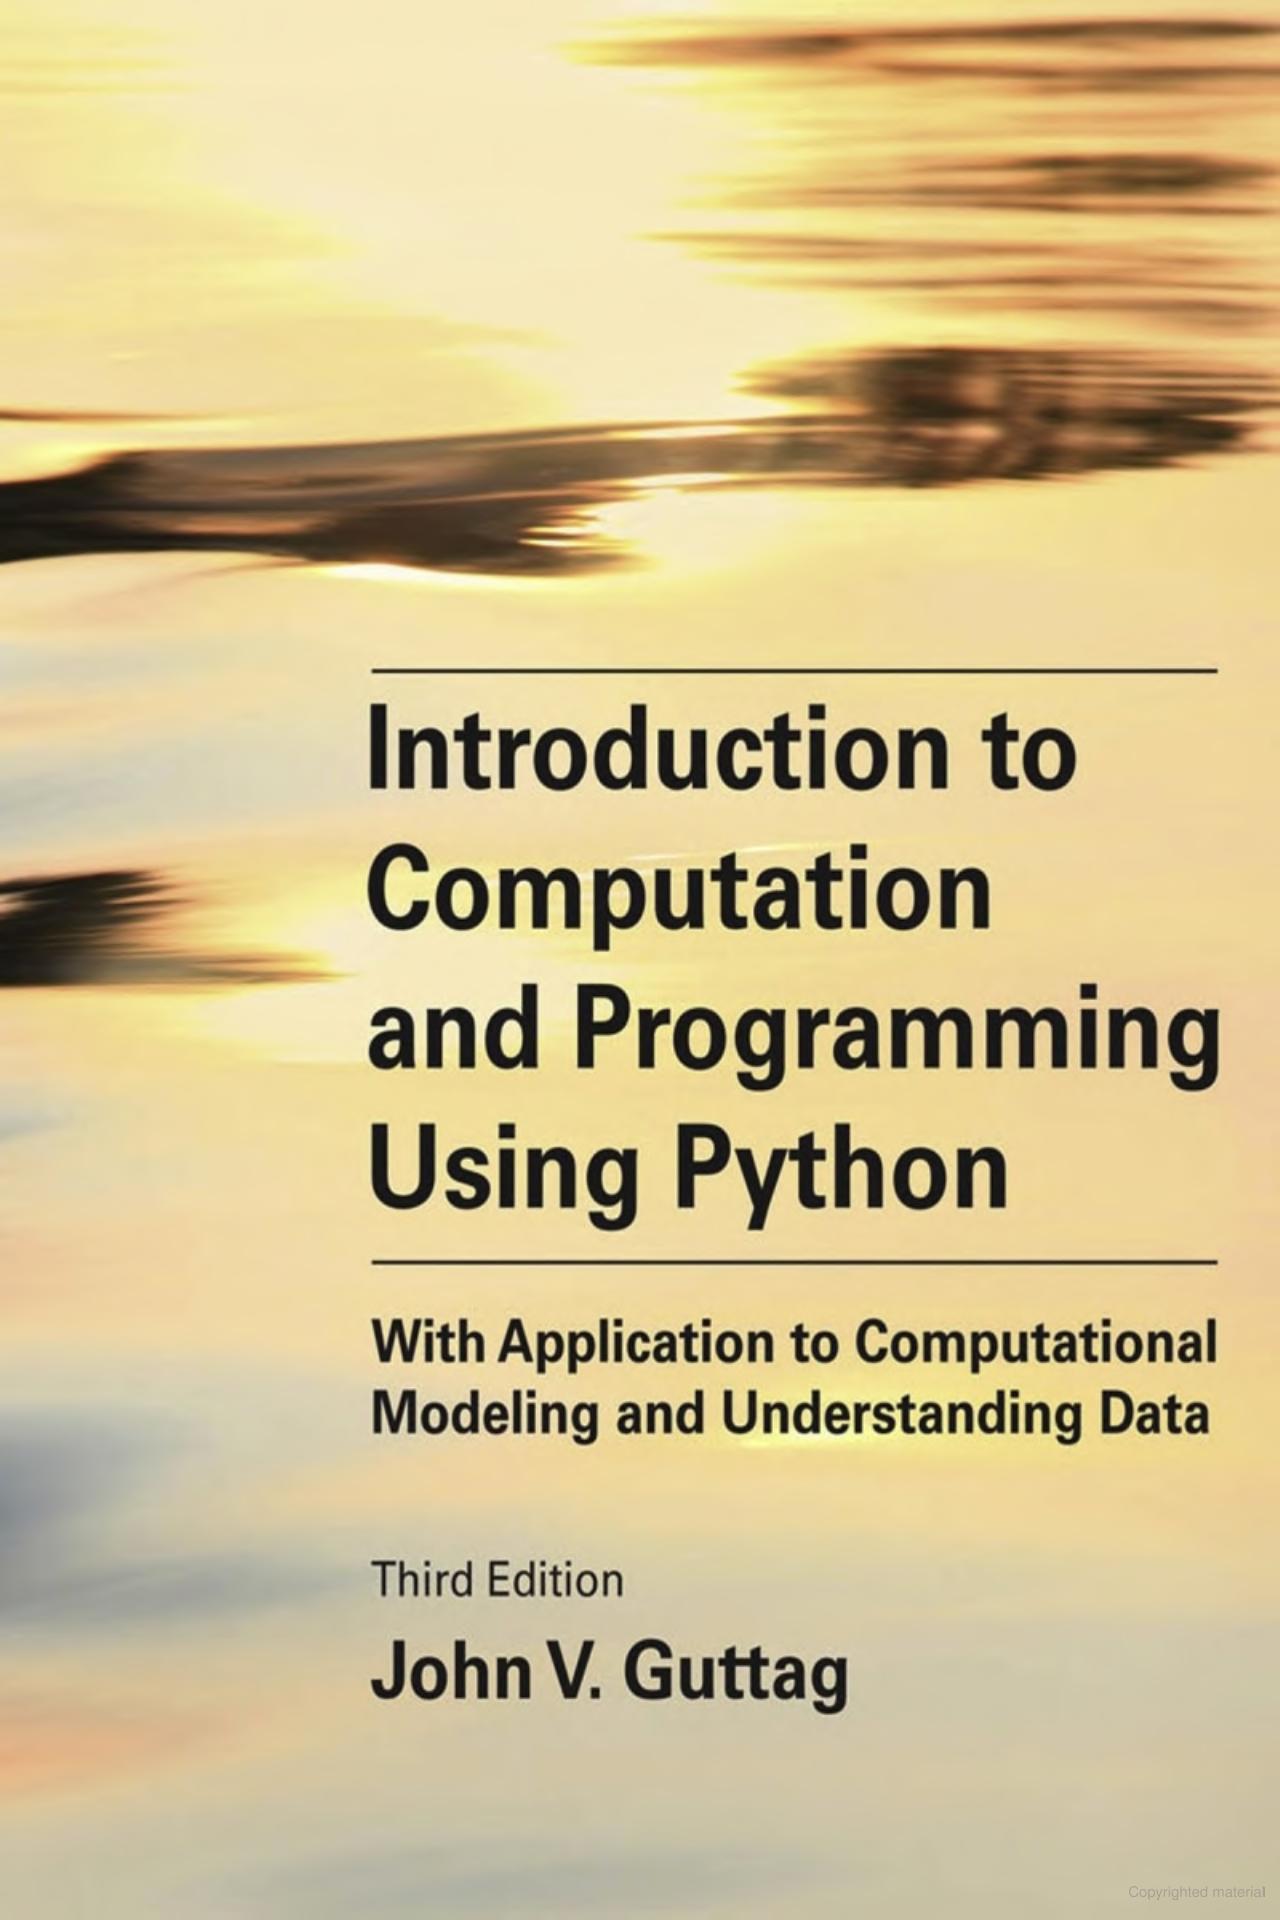 Introduction to
Computation
and Programming
Using Python
With Application to Computational
Modeling and Understanding Data
Third Edition
John V. Guttag
Copyrighted material